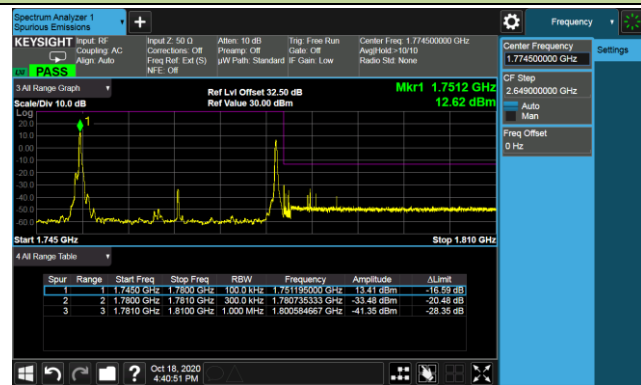 Spectrum Analyzer 1
Spurious Emissions
+
Frequency
KEYSIGHT
Input: RF
Coupling: AC
Align: Auto
Input Z: 50 Ω
Corrections: Off
Freq Ref: Ext (S)
NFE: Off
Atten: 10 dB
Preamp: Off
µW Path: Standard
Trig: Free Run
Gate: Off
IF Gain: Low
Center Freq: 1.774500000 GHz
Avg|Hold:>10/10
Radio Std: None
PASS
Center Frequency
1.774500000 GHz
Settings
CF Step
2.649000000 GHz
Auto
Man
Freq Offset
0 Hz
3 All Range Graph
Scale/Div 10.0 dB
Ref Lvl Offset 32.50 dB
Ref Value 30.00 dBm
Mkr1 1.7512 GHz
12.62 dBm
Log
20.0
10.0
0.00
-10.0
-20.0
-30.0
-40.0
-50.0
-60.0
1
Start 1.745 GHz
Stop 1.810 GHz
4 All Range Table
Spur Range Start Freq Stop Freq RBW Frequency Amplitude ΔLimit
1 1 1.7450 GHz 1.7800 GHz 100.0 kHz 1.751195000 GHz 13.41 dBm -16.59 dB
2 2 1.7800 GHz 1.7810 GHz 300.0 kHz 1.780735333 GHz -33.48 dBm -20.48 dB
3 3 1.7810 GHz 1.8100 GHz 1.000 MHz 1.800584667 GHz -41.35 dBm -28.35 dB
?
Oct 18, 2020
4:40:51 PM